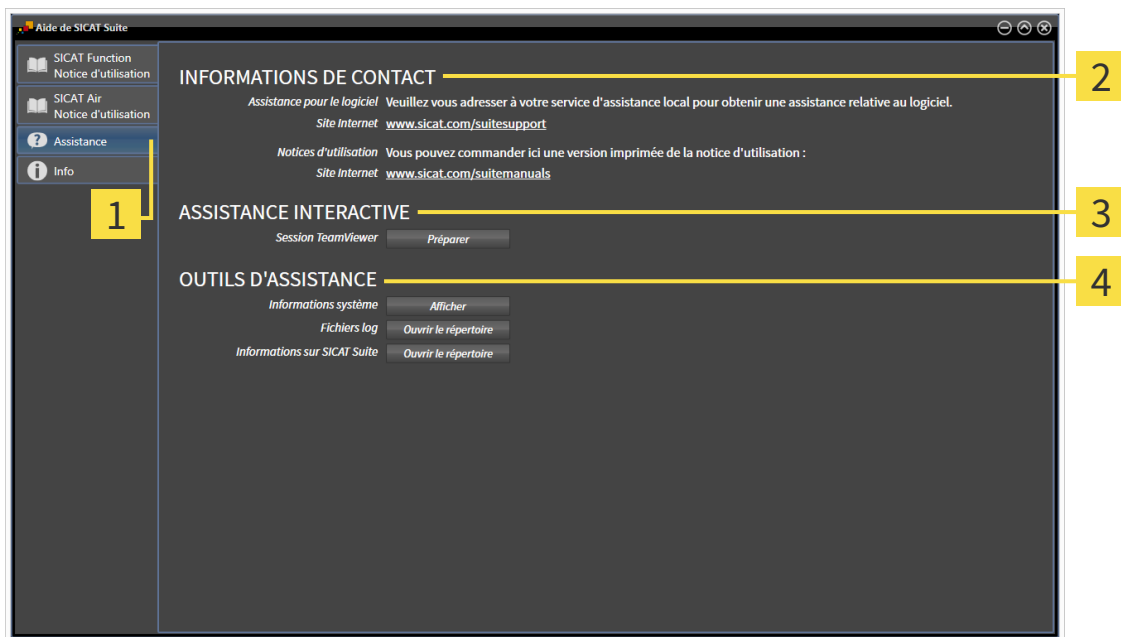 Aide de SICAT Suite
SICAT Function
Notice d'utilisation
SICAT Air
Notice d'utilisation
Assistance
Info
1
INFORMATIONS DE CONTACT
2
Assistance pour le logiciel Veuillez vous adresser à votre service d'assistance local pour obtenir une assistance relative au logiciel.
Site Internet www.sicat.com/suitesupport
Notices d'utilisation Vous pouvez commander ici une version imprimée de la notice d'utilisation :
Site Internet www.sicat.com/suitemanuals
ASSISTANCE INTERACTIVE
3
Session TeamViewer Préparer
OUTILS D'ASSISTANCE
4
Informations système Afficher
Fichiers log Ouvrir le répertoire
Informations sur SICAT Suite Ouvrir le répertoire